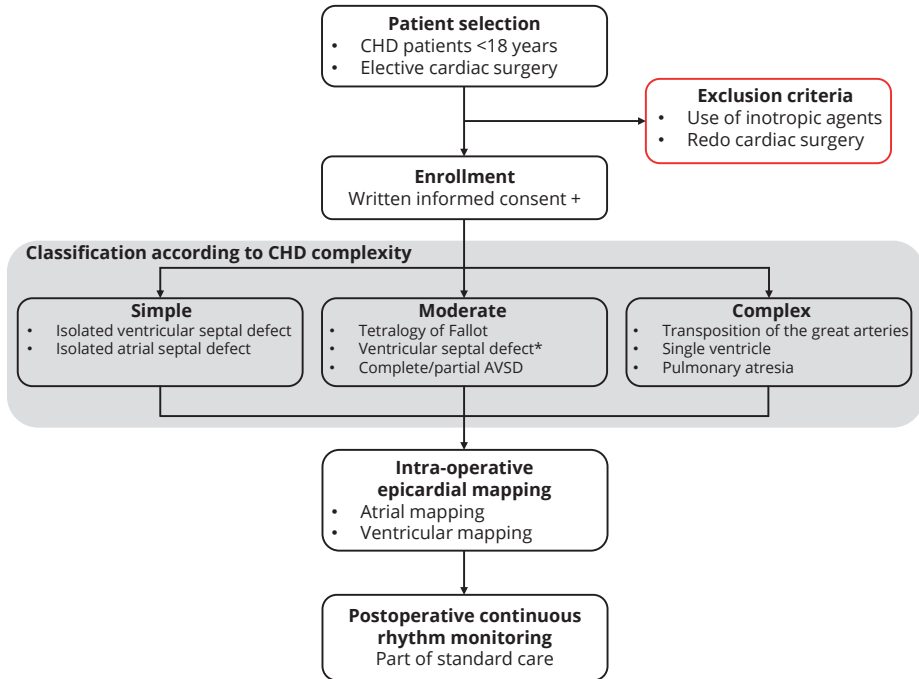 Patient selection
• CHD patients <18 years
• Elective cardiac surgery
Exclusion criteria
• Use of inotropic agents
• Redo cardiac surgery
Enrollment
Written informed consent +
Classification according to CHD complexity
Simple
• Isolated ventricular septal defect
• Isolated atrial septal defect
Moderate
• Tetralogy of Fallot
• Ventricular septal defect*
• Complete/partial AVSD
Complex
• Transposition of the great arteries
• Single ventricle
• Pulmonary atresia
Intra-operative
epicardial mapping
• Atrial mapping
• Ventricular mapping
Postoperative continuous
rhythm monitoring
Part of standard care